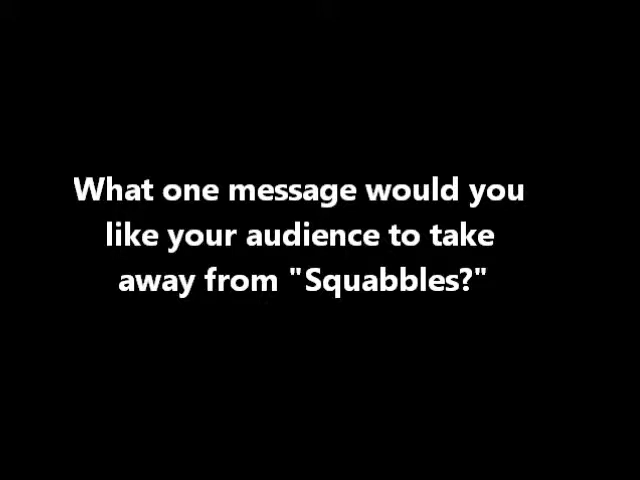 What one message would you
like your audience to take
away from "Squabbles?"